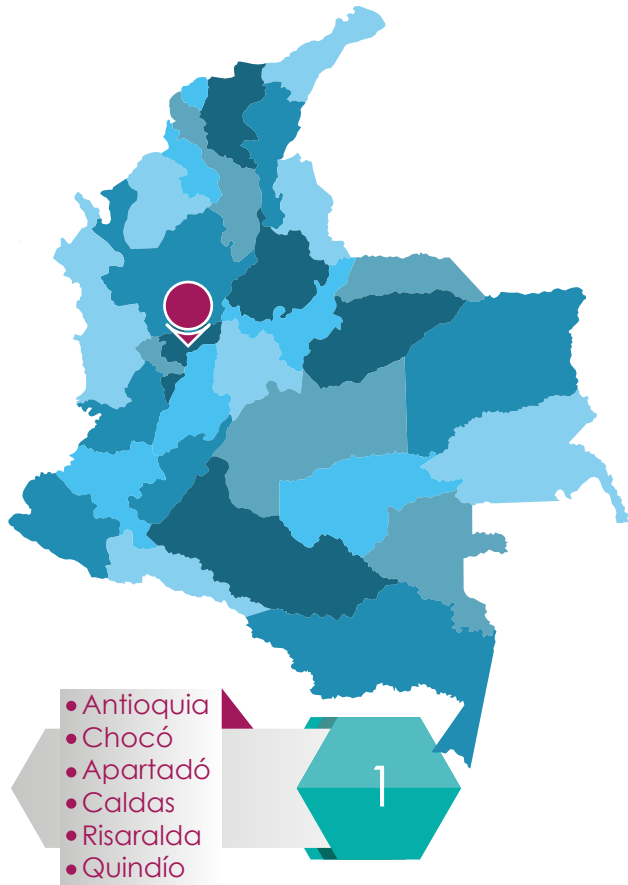 • Antioquia
• Chocó
• Apartadó
• Caldas
• Risaralda
• Quindío
1